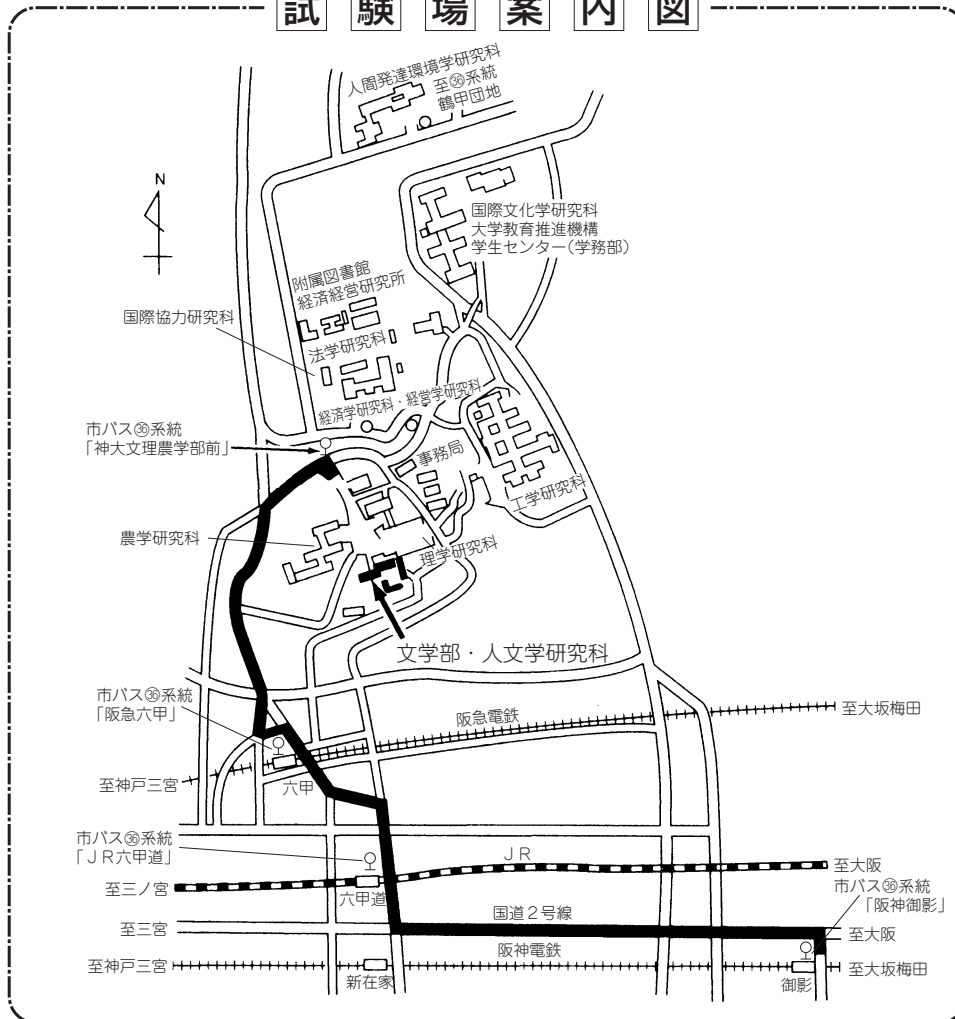 試験場案内図
人間発達環境学研究科
至㊱系統
鶴甲団地
N
国際文化学研究科
大学教育推進機構
学生センター(学務部)
附属図書館
経済経営研究所
国際協力研究科
法学研究科
経済学研究科・経営学研究科
市バス㊱系統
「神大文理農学部前」
事務局
工学研究科
農学研究科
理学研究科
文学部・人文学研究科
市バス㊱系統
「阪急六甲」
阪急電鉄
至大坂梅田
至神戸三宮
六甲
市バス㊱系統
「JR六甲道」
JR
至大阪
至三ノ宮
六甲道
市バス㊱系統
「阪神御影」
国道2号線
至三宮
至大阪
阪神電鉄
至神戸三宮
至大坂梅田
新在家
御影